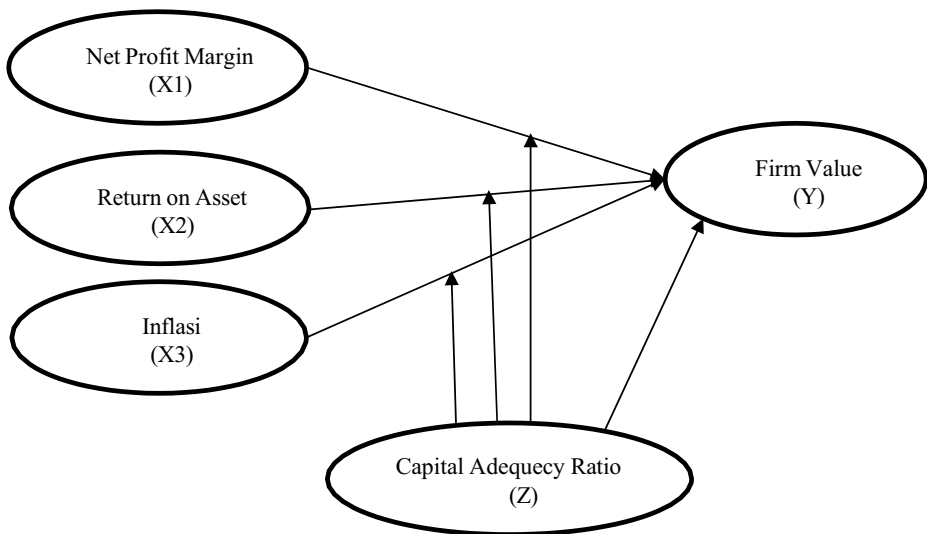 Net Profit Margin
(X1)
Return on Asset
(X2)
Inflasi
(X3)
Firm Value
(Y)
Capital Adequecy Ratio
(Z)